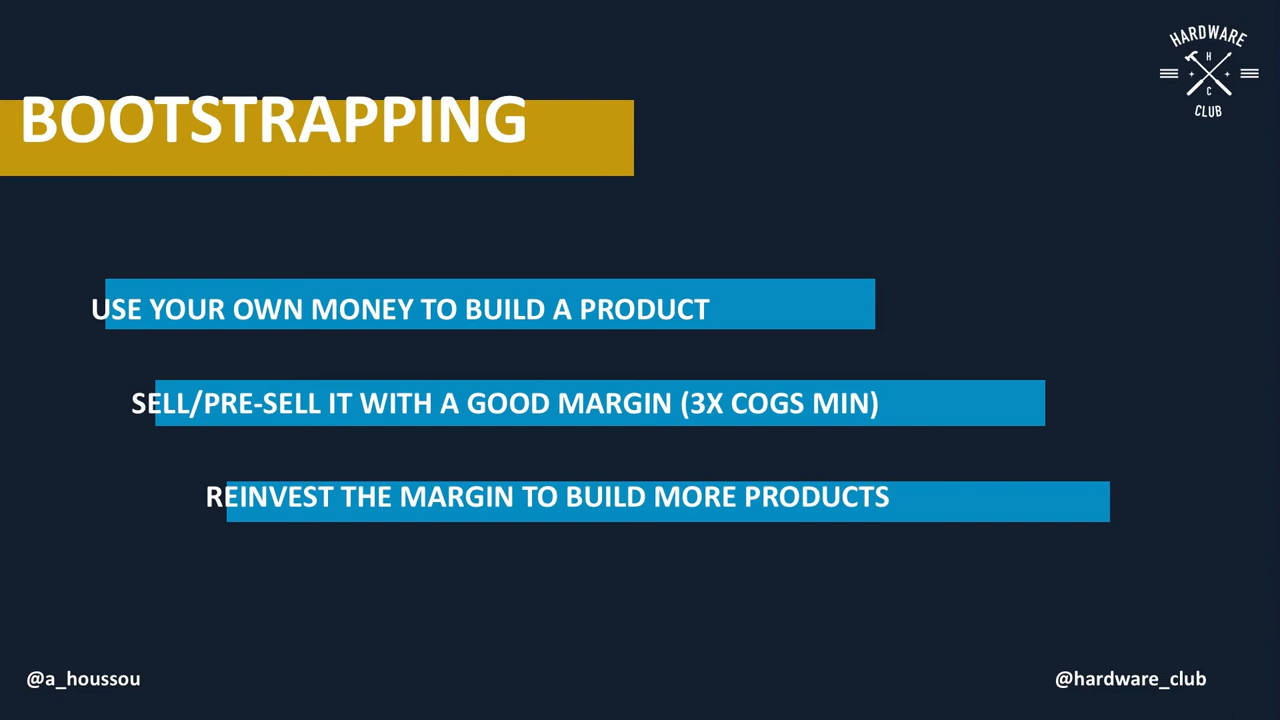 HARDWARE
H
C
CLUB
BOOTSTRAPPING
USE YOUR OWN MONEY TO BUILD A PRODUCT
SELL/PRE-SELL IT WITH A GOOD MARGIN (3X COGS MIN)
REINVEST THE MARGIN TO BUILD MORE PRODUCTS
@a_houssou
@hardware_club